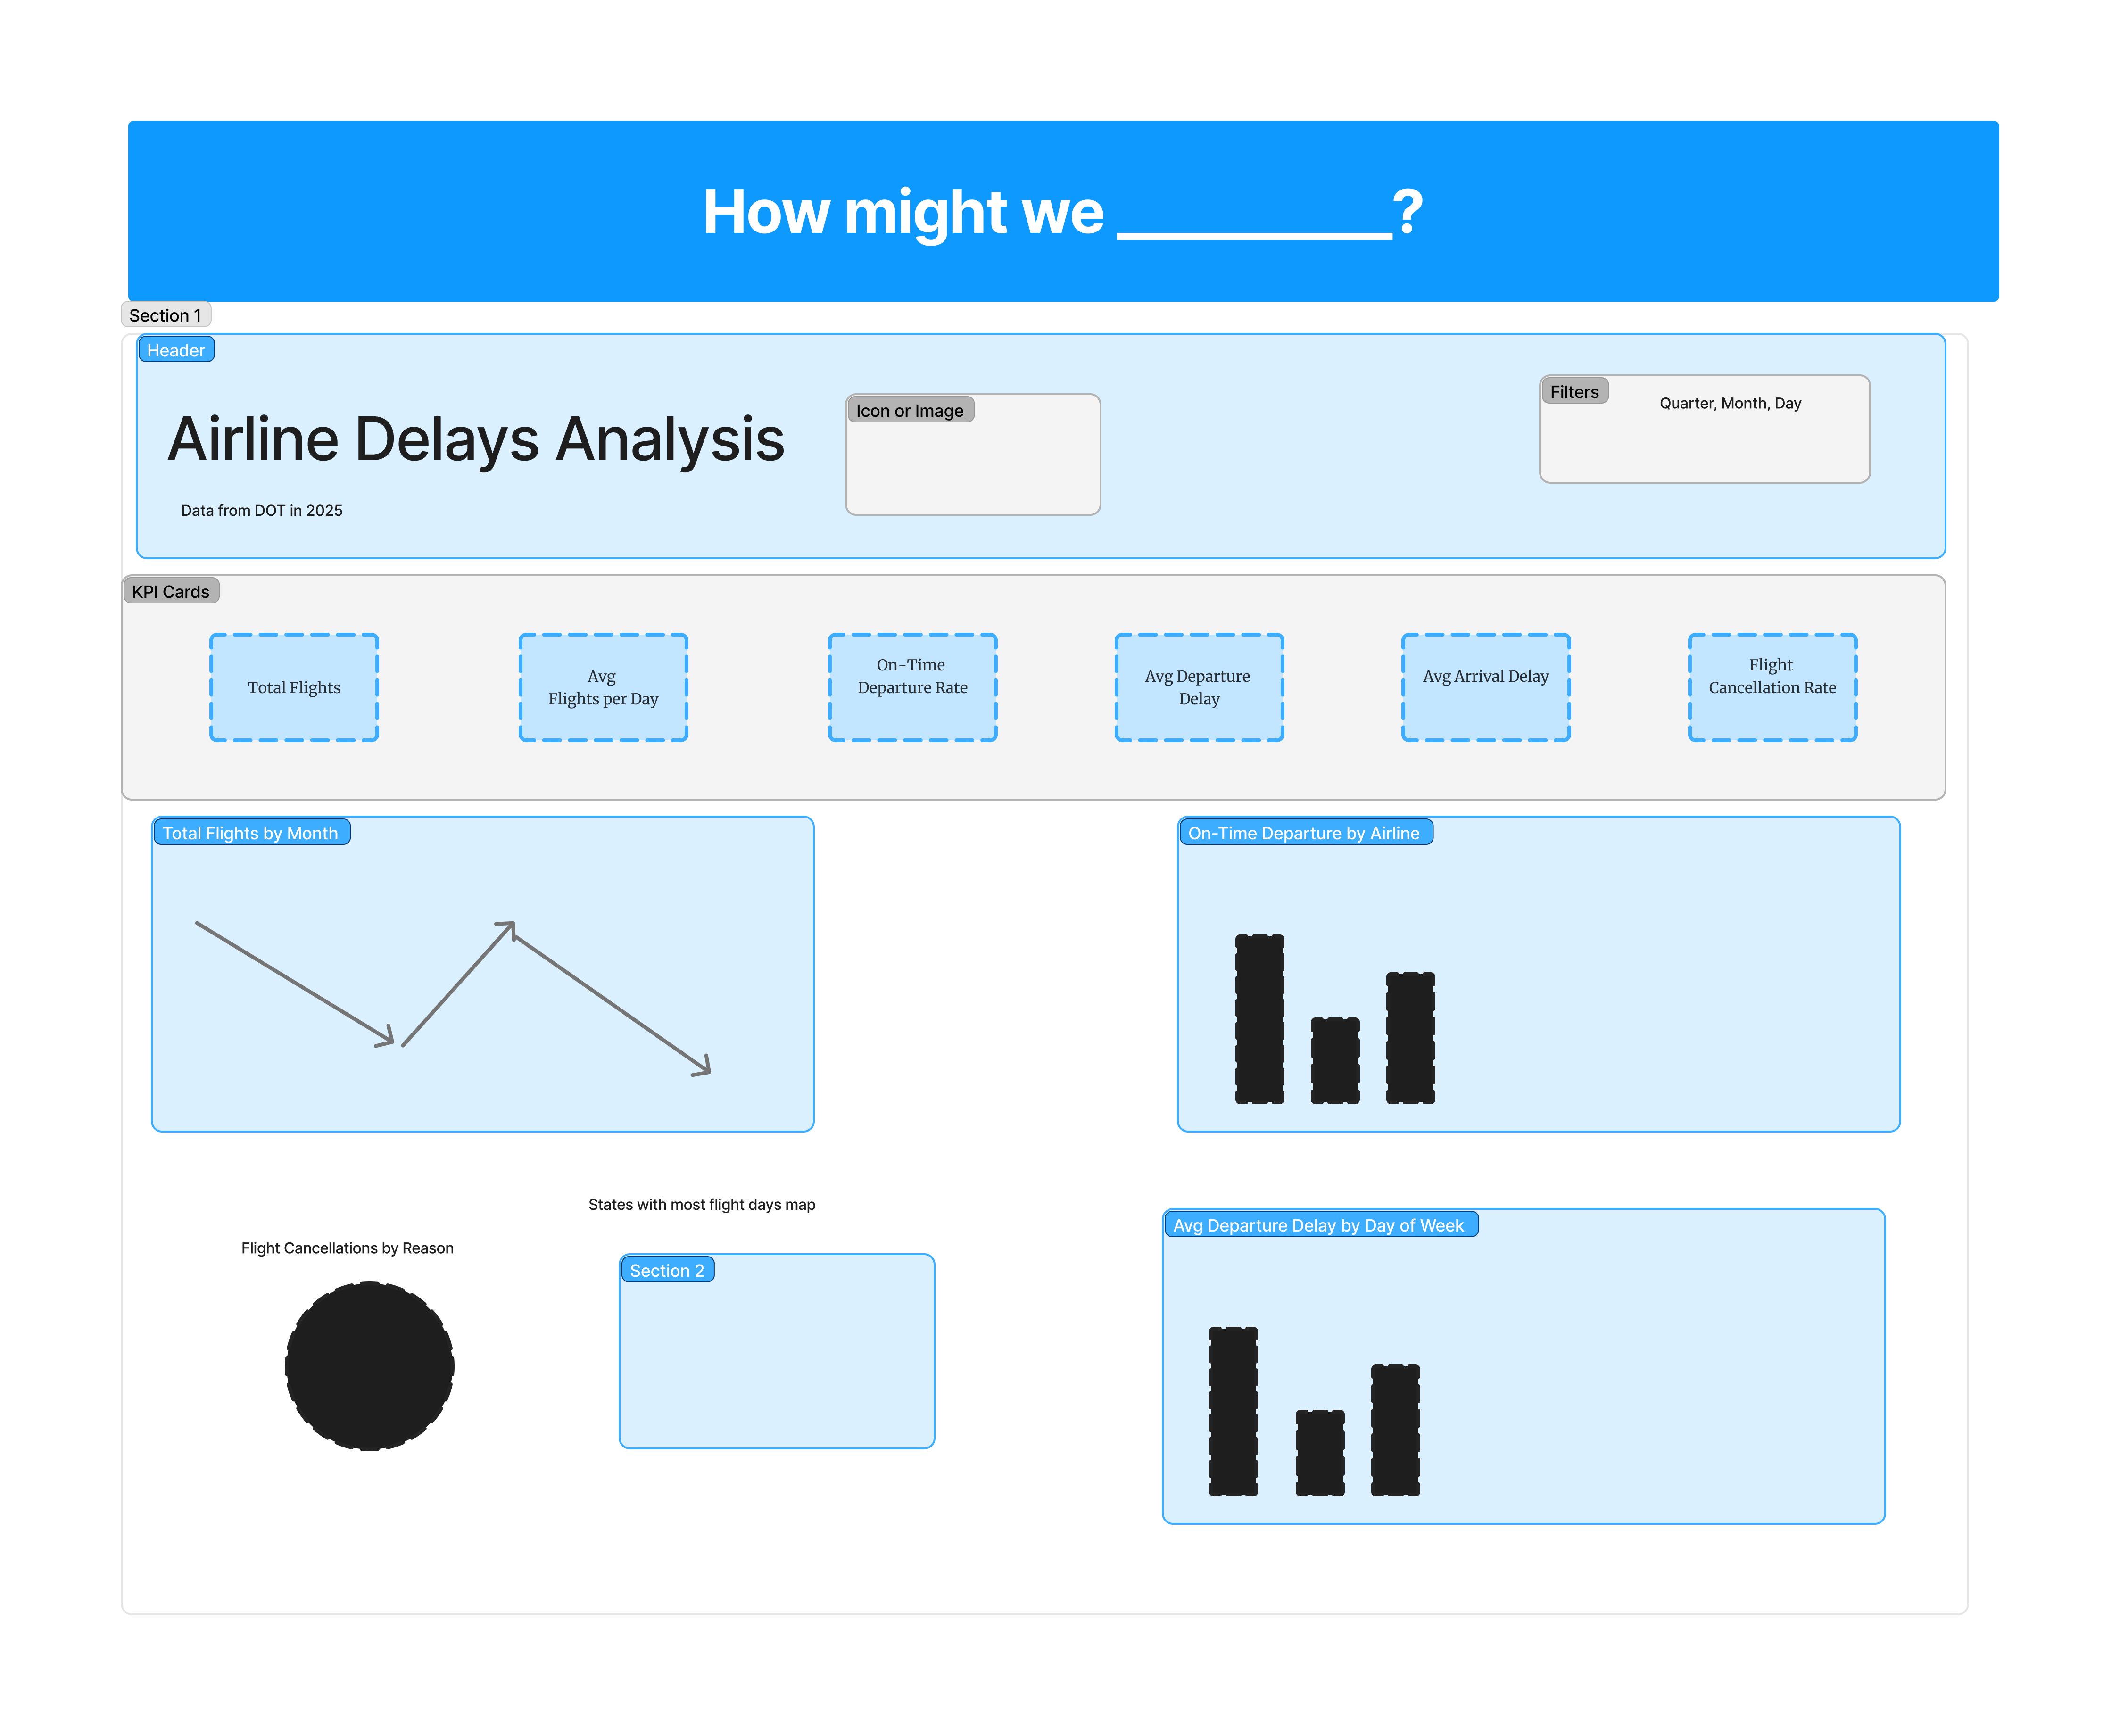 How might we __________?
Section 1
Header
Airline Delays Analysis
Data from DOT in 2025
Icon or Image
Filters
Quarter, Month, Day
KPI Cards
Total Flights
Avg
Flights per Day
On-Time
Departure Rate
Avg Departure
Delay
Avg Arrival Delay
Flight
Cancellation Rate
Total Flights by Month
On-Time Departure by Airline
Flight Cancellations by Reason
States with most flight days map
Section 2
Avg Departure Delay by Day of Week